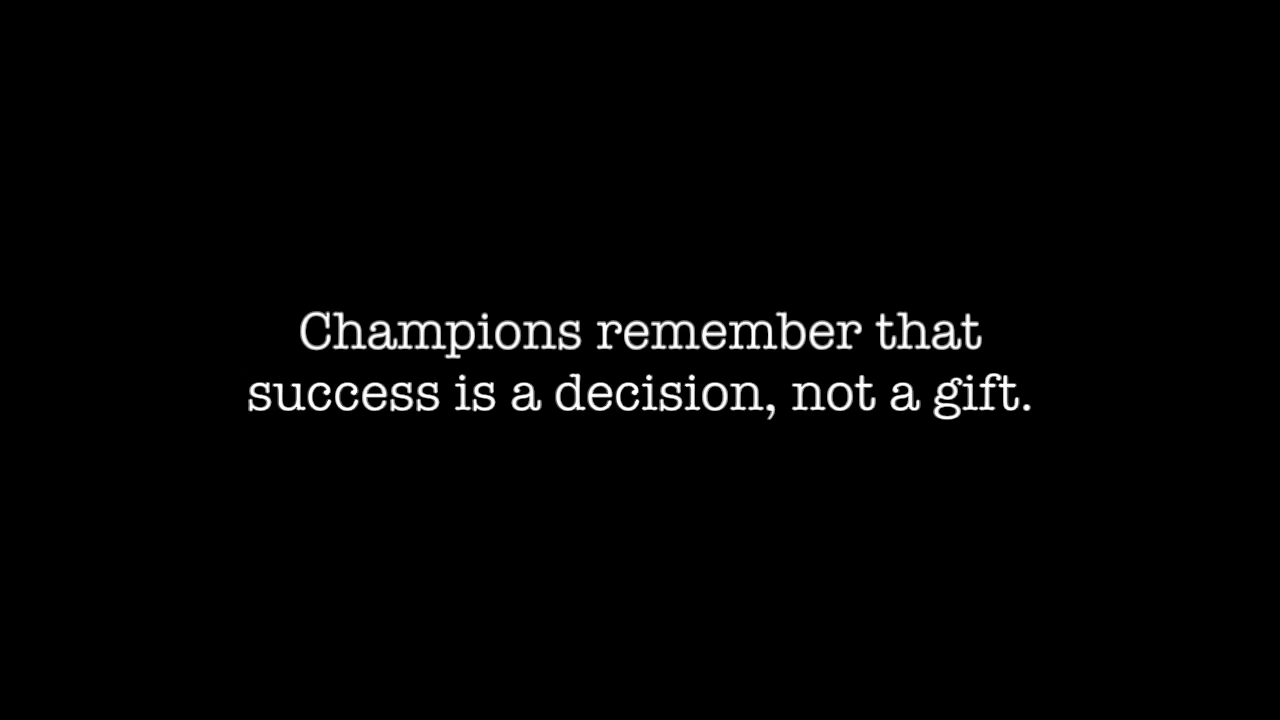 Champions remember that
success is a decision, not a gift.